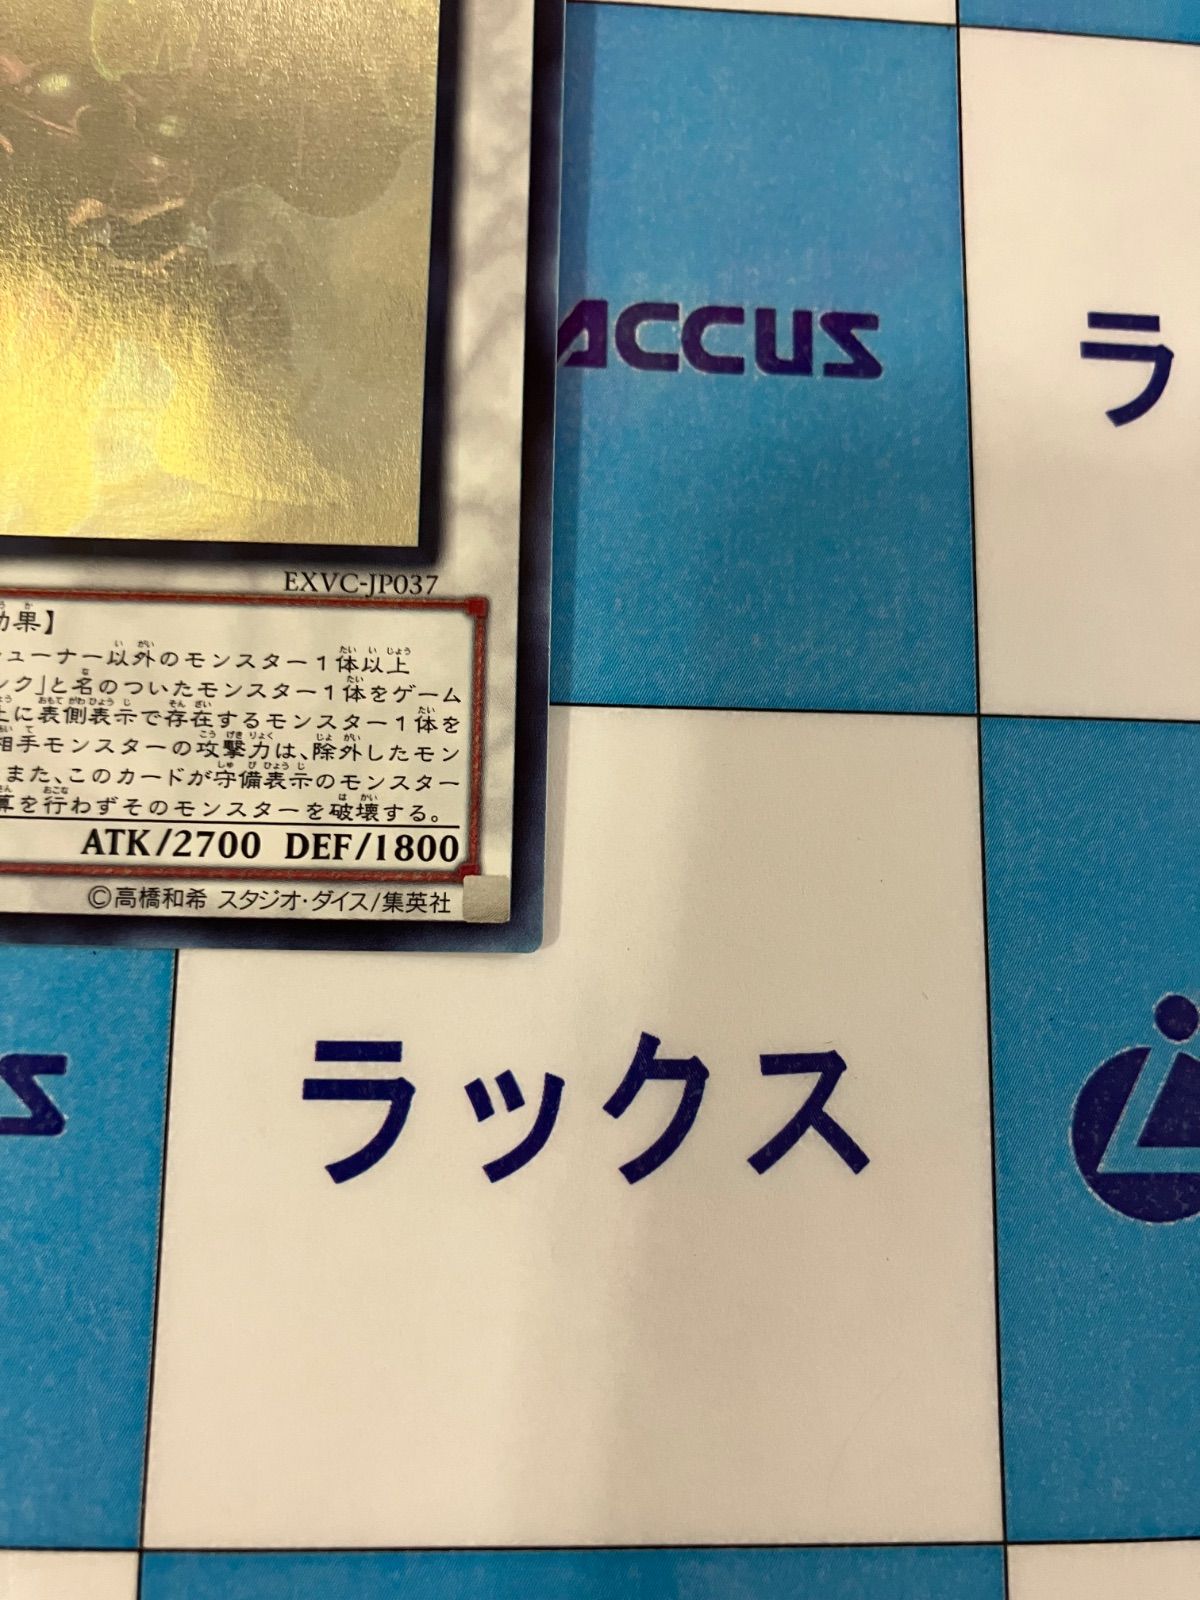 ACCUS
ラ
EXVC-JP037
果】
ューナー以外のモンスター1体以上
ンク」と名のついたモンスター1体をゲーム
上に表側表示で存在するモンスター1体を
相手モンスターの攻撃力は、除外したモン
また、このカードが守備表示のモンスター
算を行わずそのモンスターを破壊する。
ATK/2700 DEF/1800
©高橋和希 スタジオ・ダイス/集英社
S
ラックス